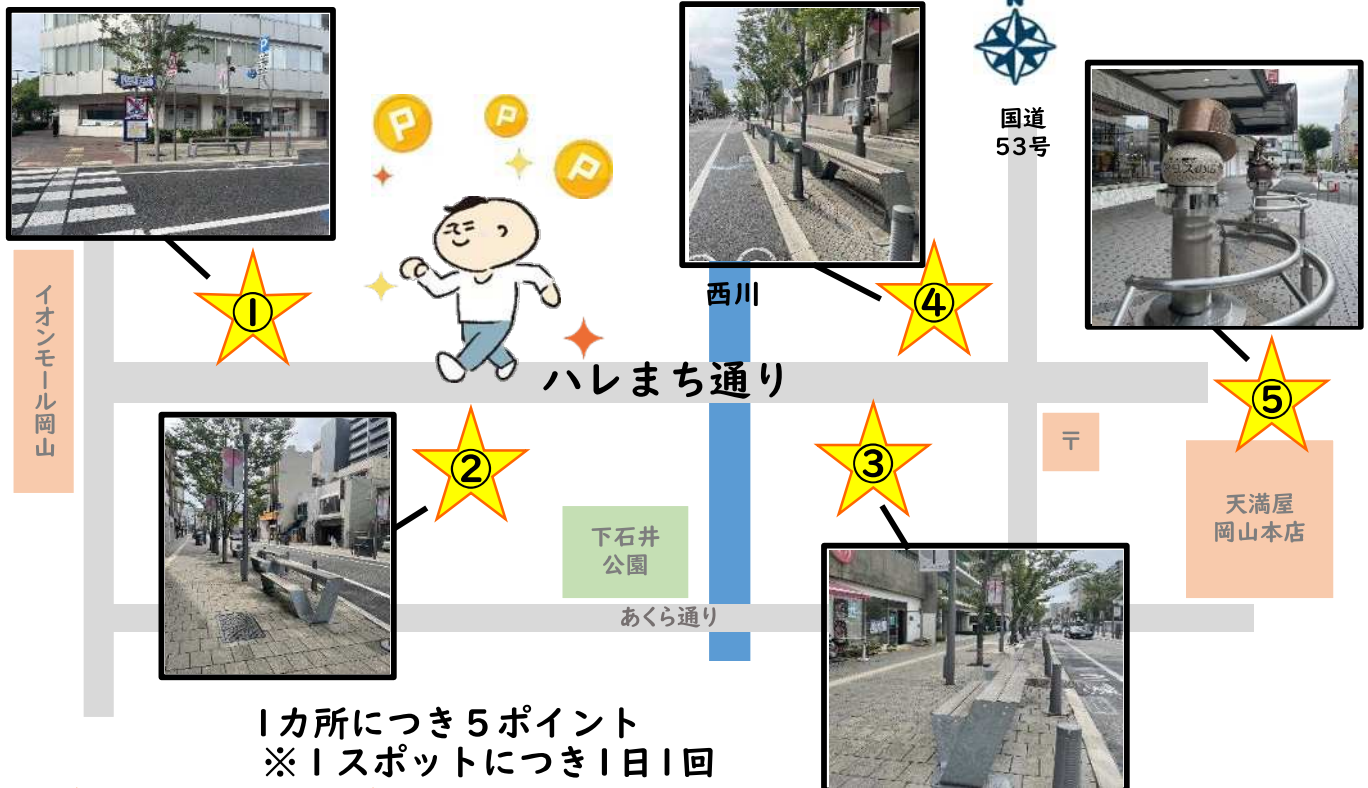 N
国道
53号
P
P
P
①
西川
④
イオンモール岡山
ハレまち通り
⑤
②
③
〒
天満屋
岡山本店
下石井
公園
あくら通り
1カ所につき5ポイント
※1スポットにつき1日1回